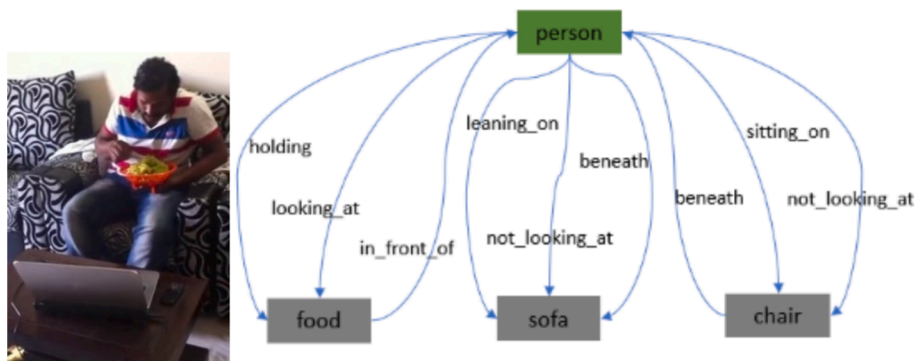 person
holding
looking_at
in_front_of
leaning_on
not_looking_at
beneath
beneath
sitting_on
not_looking_at
food
sofa
chair